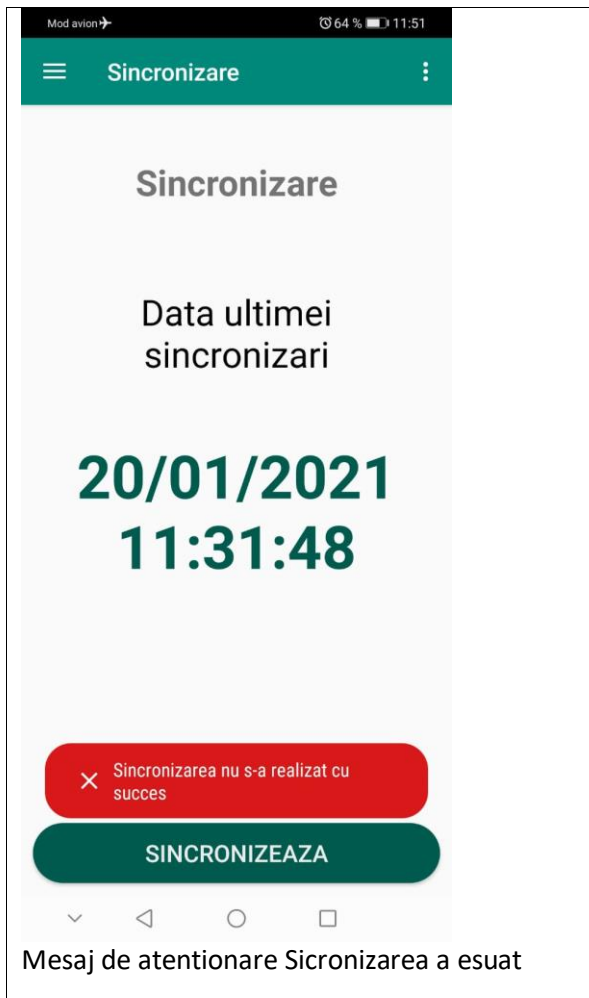 Mod avion 64 % 11:51
Sincronizare
Sincronizare
Data ultimei
sincronizari
20/01/2021
11:31:48
Sincronizarea nu s-a realizat cu
succes
SINCRONIZEAZA
Mesaj de atentionare Sicronizarea a esuat